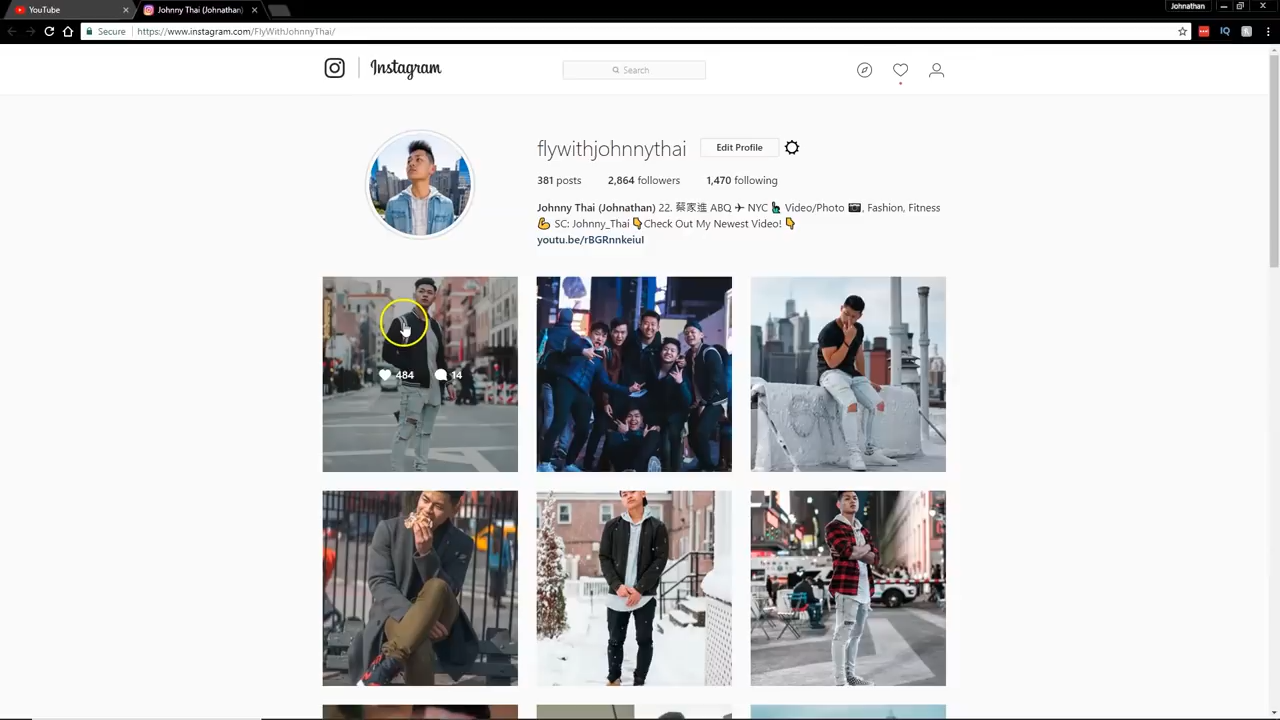 YouTube
Johnny Thai (Johnathan)
Johnathan
Secure https://www.instagram.com/FlyWithJohnnyThai/
IQ
Instagram
Search
flywithjohnnythai Edit Profile
381 posts 2,864 followers 1,470 following
Johnny Thai (Johnathan) 22. 蔡家進 ABQ ✈ NYC 🗽 Video/Photo 📷, Fashion, Fitness
💪 SC: Johnny_Thai 👇Check Out My Newest Video! 👇
youtu.be/rBGRnnkeiuI
484 14